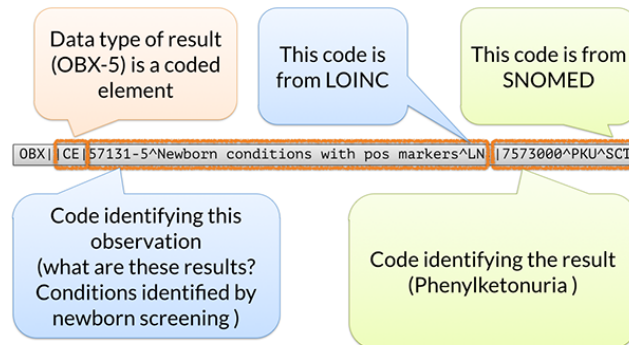 Data type of result
(OBX-5) is a coded
element
This code is
from LOINC
This code is from
SNOMED
OBX| |CE|57131-5^Newborn conditions with pos markers^LN |7573000^PKU^SCT
Code identifying this
observation
(what are these results?
Conditions identified by
newborn screening )
Code identifying the result
(Phenylketonuria )